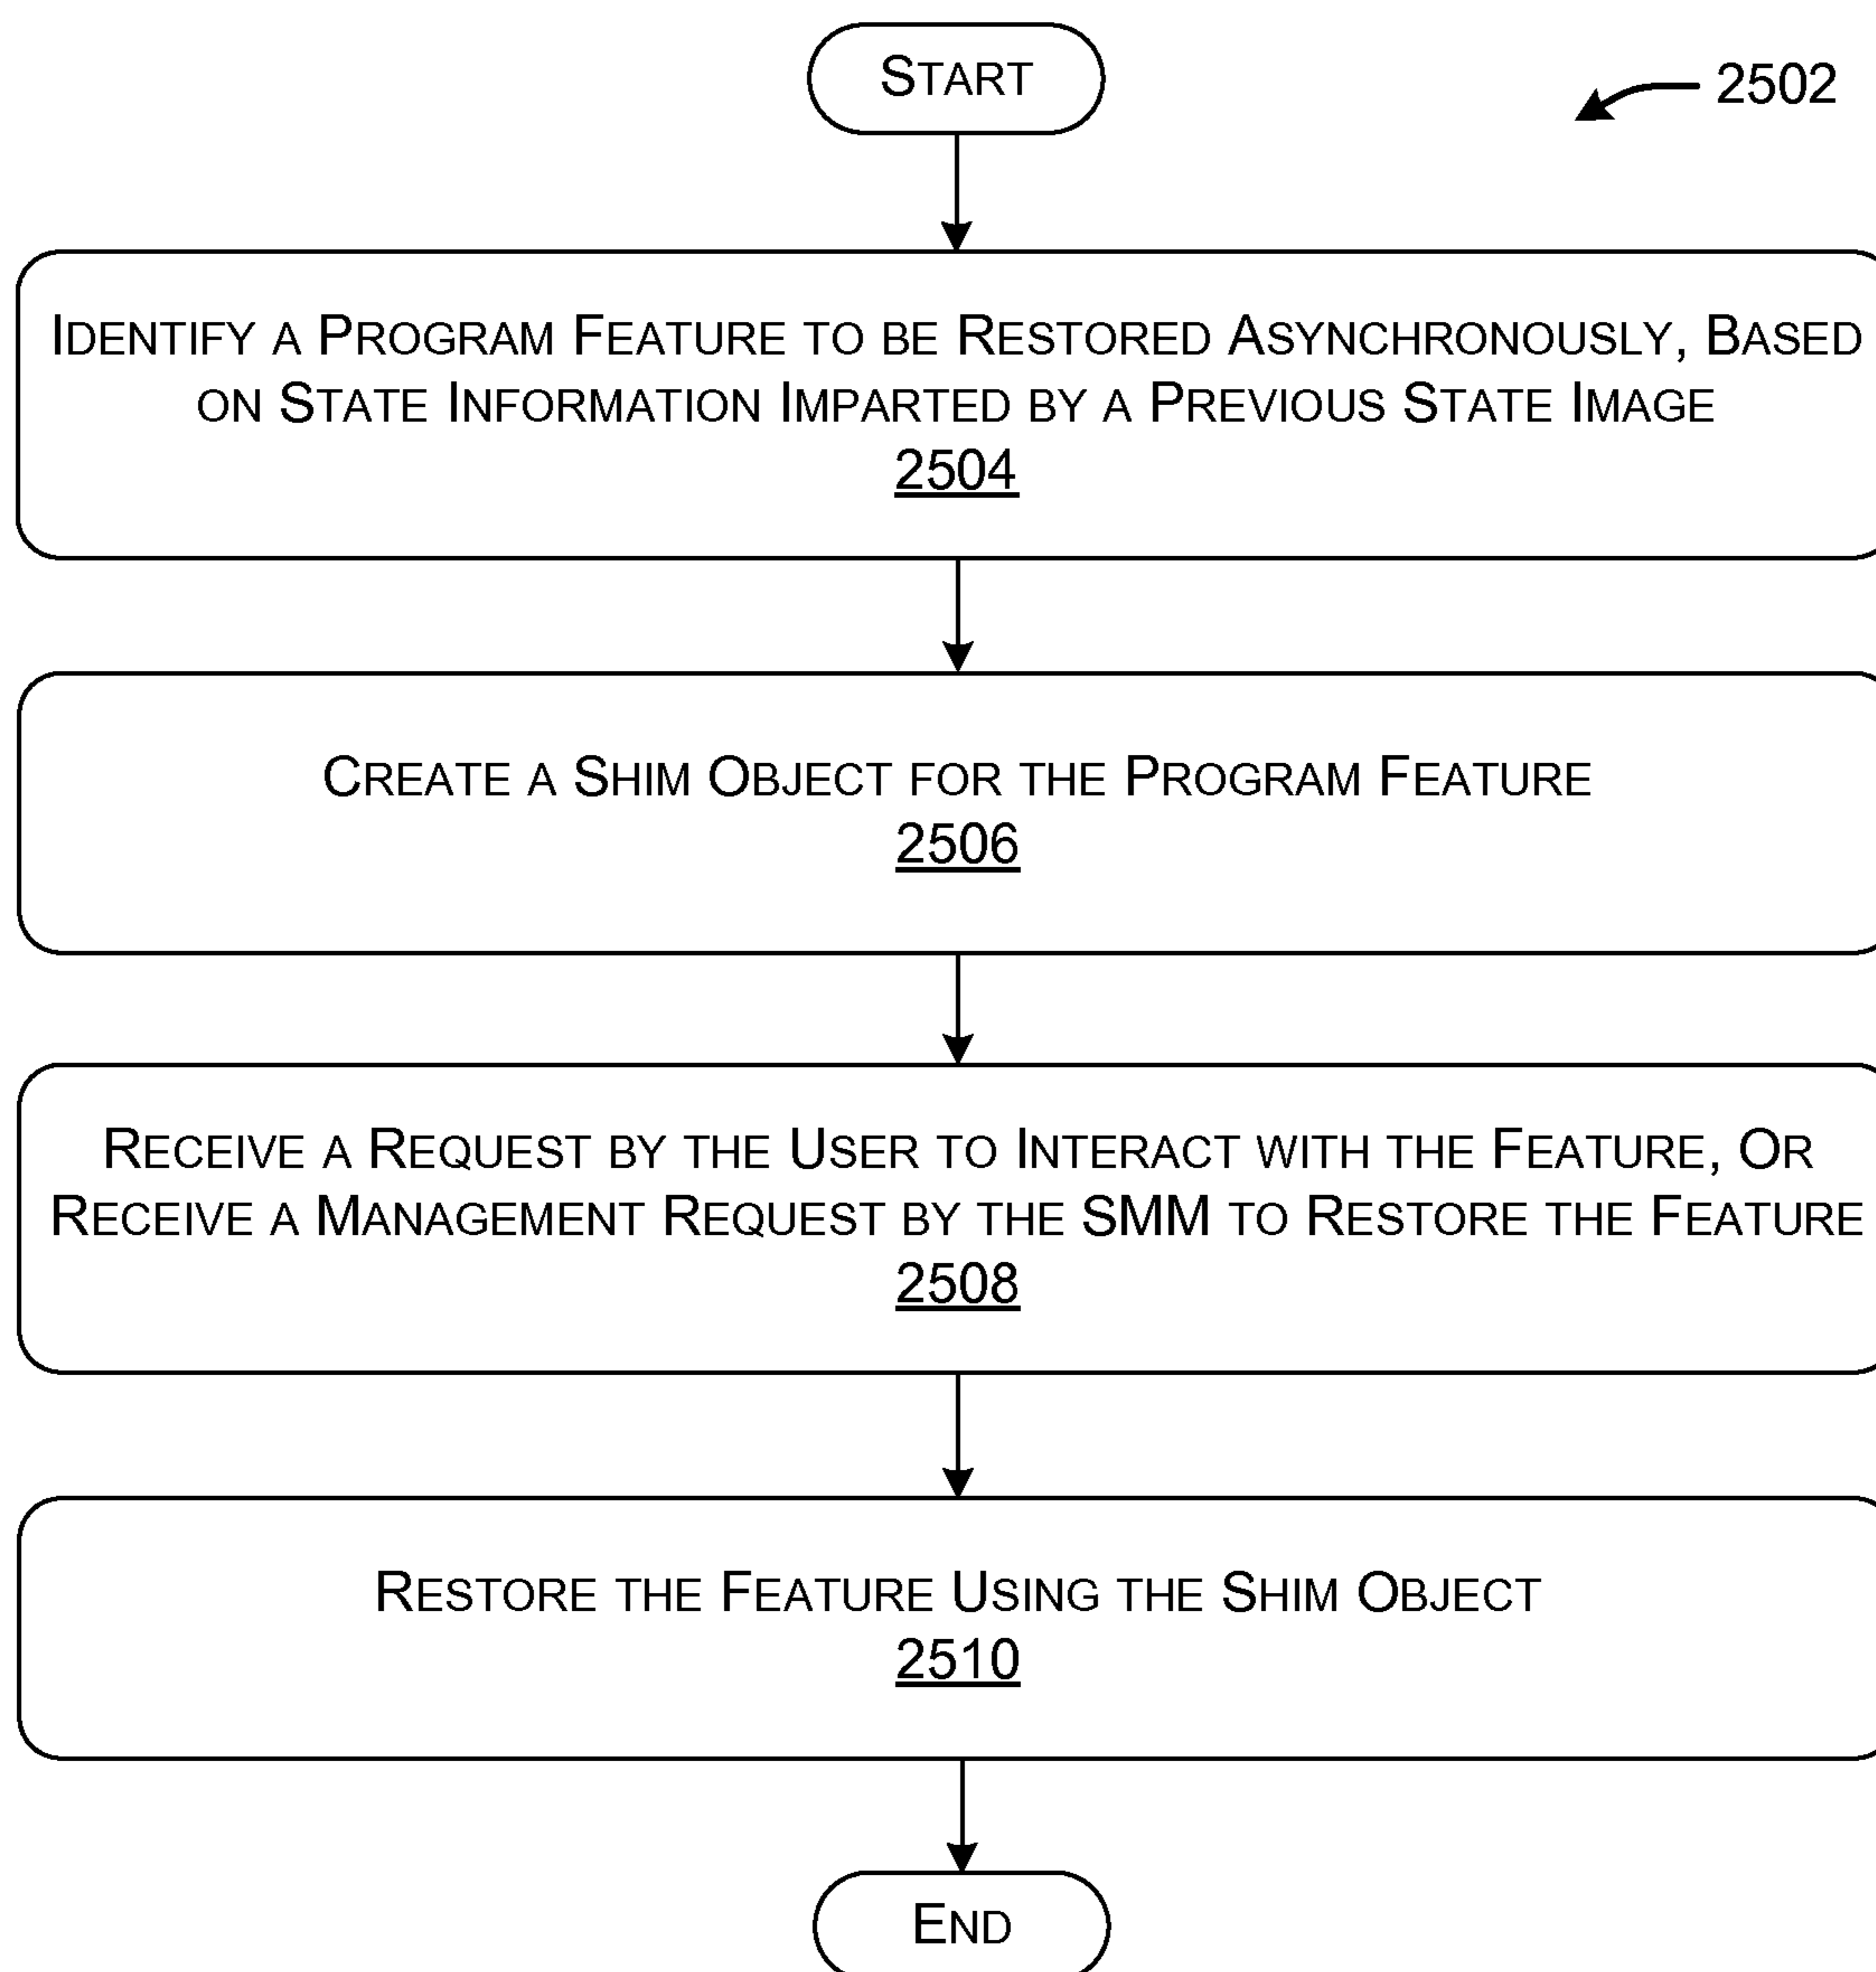 START
2502
IDENTIFY A PROGRAM FEATURE TO BE RESTORED ASYNCHRONOUSLY, BASED
ON STATE INFORMATION IMPARTED BY A PREVIOUS STATE IMAGE
2504
CREATE A SHIM OBJECT FOR THE PROGRAM FEATURE
2506
RECEIVE A REQUEST BY THE USER TO INTERACT WITH THE FEATURE, OR
RECEIVE A MANAGEMENT REQUEST BY THE SMM TO RESTORE THE FEATURE
2508
RESTORE THE FEATURE USING THE SHIM OBJECT
2510
END